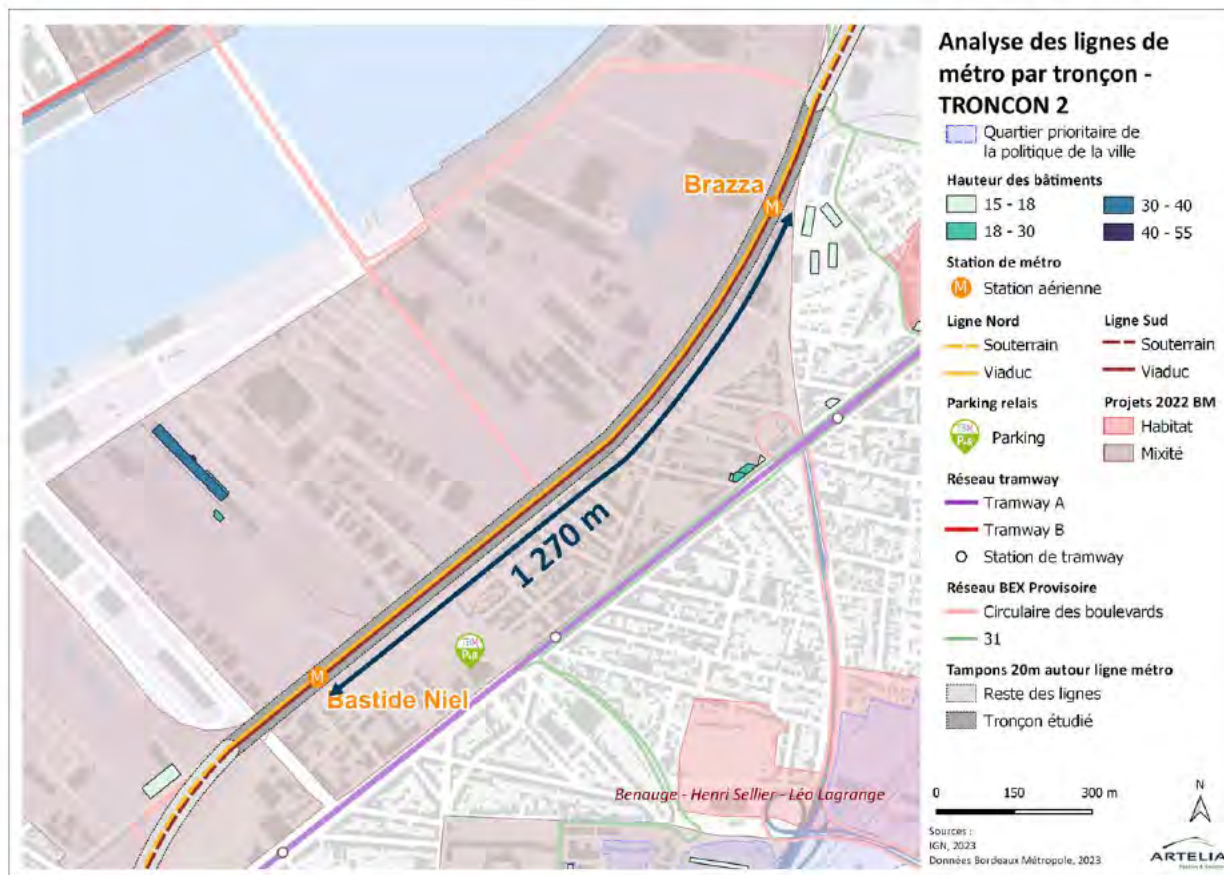 Brazza
M
1 270 m
M
Bastide Niel
P+R
Benauge - Henri Sellier - Léo Lagrange
Analyse des lignes de
métro par tronçon -
TRONCON 2
Quartier prioritaire de
la politique de la ville
Hauteur des bâtiments
15 - 18
30 - 40
18 - 30
40 - 55
Station de métro
M Station aérienne
Ligne Nord
Ligne Sud
Souterrain
Souterrain
Viaduc
Viaduc
Parking relais
Projets 2022 BM
P+R Parking
Habitat
Mixité
Réseau tramway
Tramway A
Tramway B
Station de tramway
Réseau BEX Provisoire
Circulaire des boulevards
31
Tampons 20m autour ligne métro
Reste des lignes
Tronçon étudié
0 150 300 m
N
Sources :
IGN, 2023
Données Bordeaux Métropole, 2023
ARTELIA